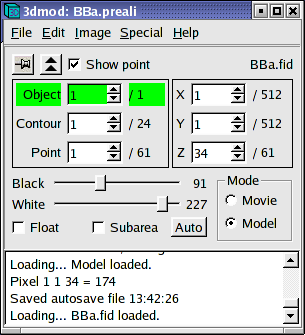 3dmod: BBa.preali
File Edit Image Special Help
Show point BBa.fid
Object 1 / 1 X 1 / 512
Contour 1 / 24 Y 1 / 512
Point 1 / 61 Z 34 / 61
Black 91 Mode
White 227 Movie
Float Subarea Auto Model
Loading... Model loaded.
Pixel 1 1 34 = 174
Saved autosave file 13:42:26
Loading... BBa.fid loaded.